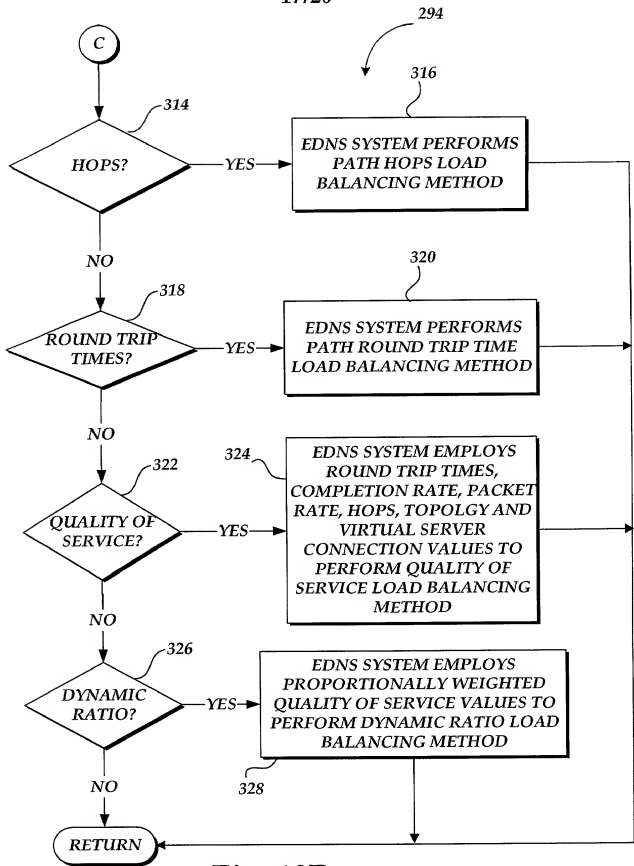 294
C
314
HOPS?
YES
316
EDNS SYSTEM PERFORMS
PATH HOPS LOAD
BALANCING METHOD
NO
318
ROUND TRIP
TIMES?
YES
320
EDNS SYSTEM PERFORMS
PATH ROUND TRIP TIME
LOAD BALANCING METHOD
NO
322
QUALITY OF
SERVICE?
YES
324
EDNS SYSTEM EMPLOYS
ROUND TRIP TIMES,
COMPLETION RATE, PACKET
RATE, HOPS, TOPOLGY AND
VIRTUAL SERVER
CONNECTION VALUES TO
PERFORM QUALITY OF
SERVICE LOAD BALANCING
METHOD
NO
326
DYNAMIC
RATIO?
YES
328
EDNS SYSTEM EMPLOYS
PROPORTIONALLY WEIGHTED
QUALITY OF SERVICE VALUES TO
PERFORM DYNAMIC RATIO LOAD
BALANCING METHOD
NO
RETURN